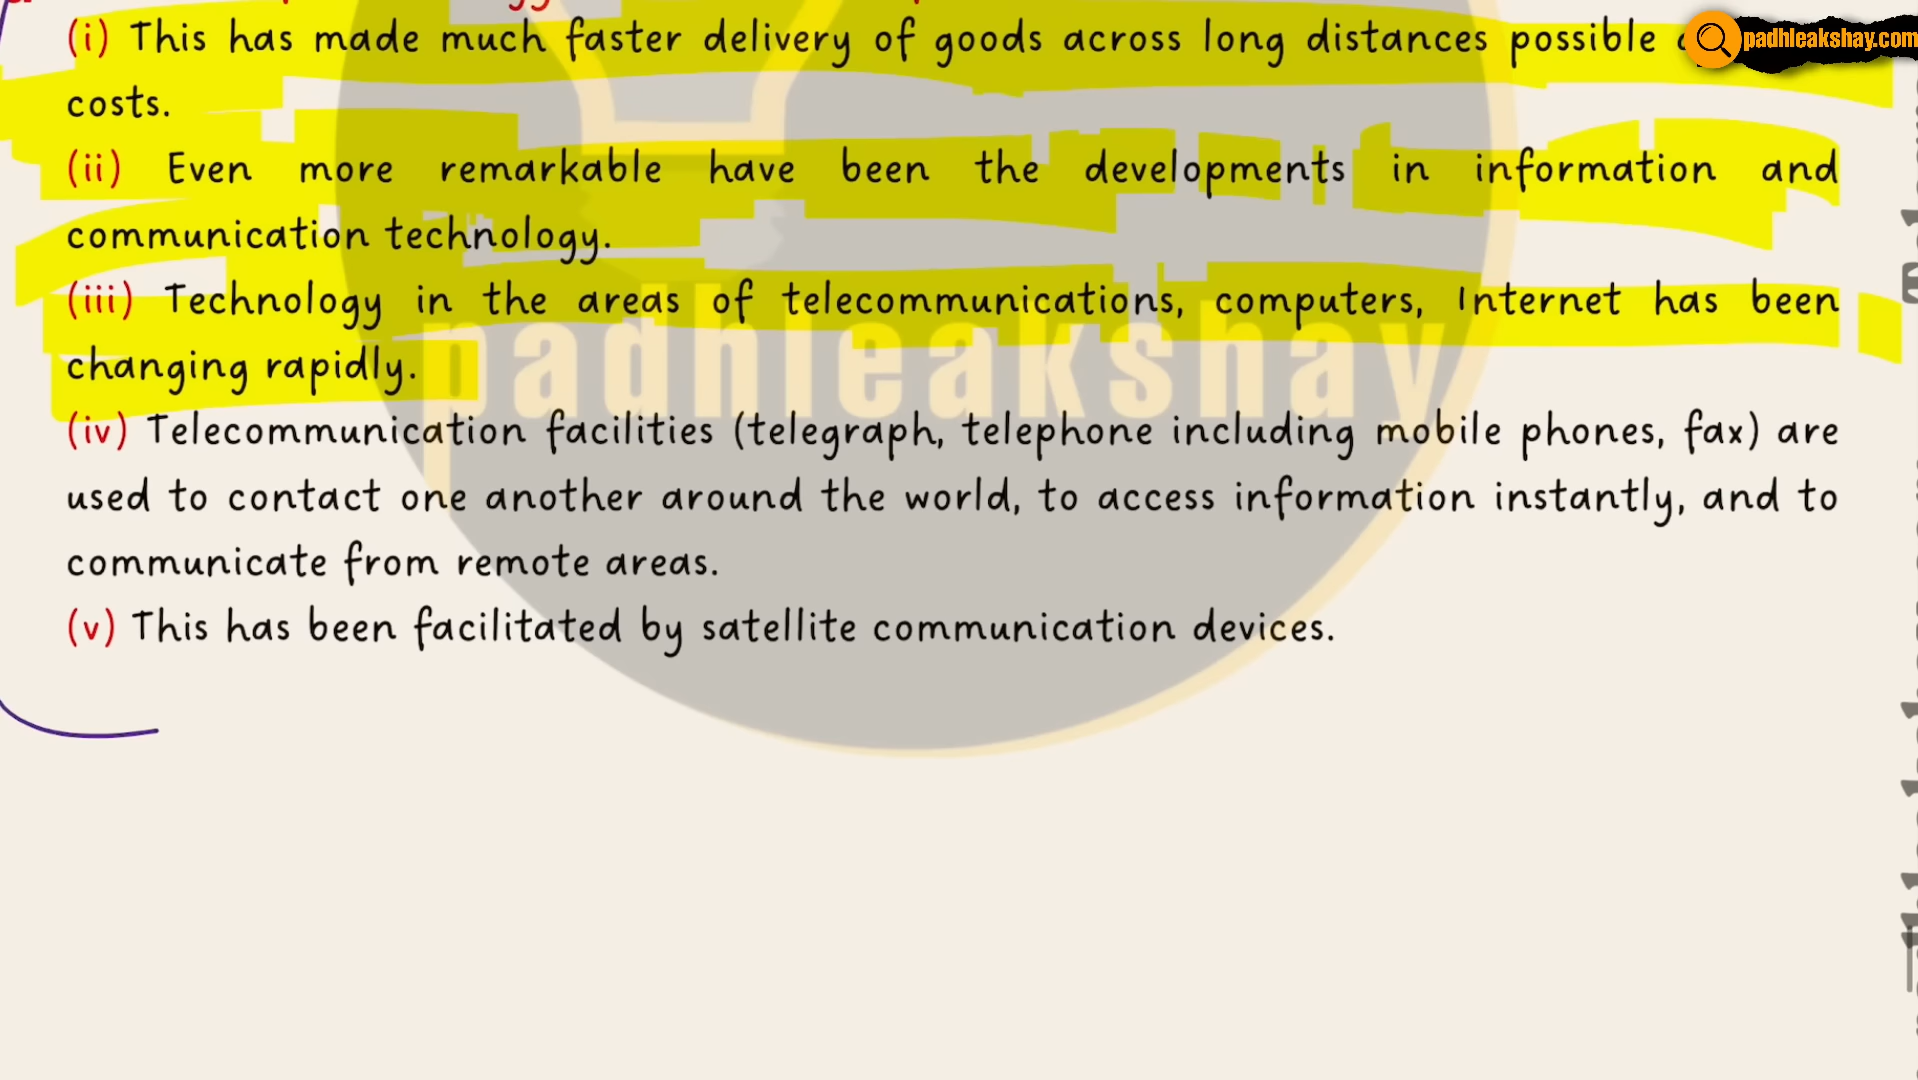 (i) This has made much faster delivery of goods across long distances possible
padhleakshay.com
costs.
(ii) Even more remarkable have been the developments in information and
communication technology.
(iii) Technology in the areas of telecommunications, computers, Internet has been
changing rapidly.
padhleakshay
(iv) Telecommunication facilities (telegraph, telephone including mobile phones, fax) are
used to contact one another around the world, to access information instantly, and to
communicate from remote areas.
(v) This has been facilitated by satellite communication devices.